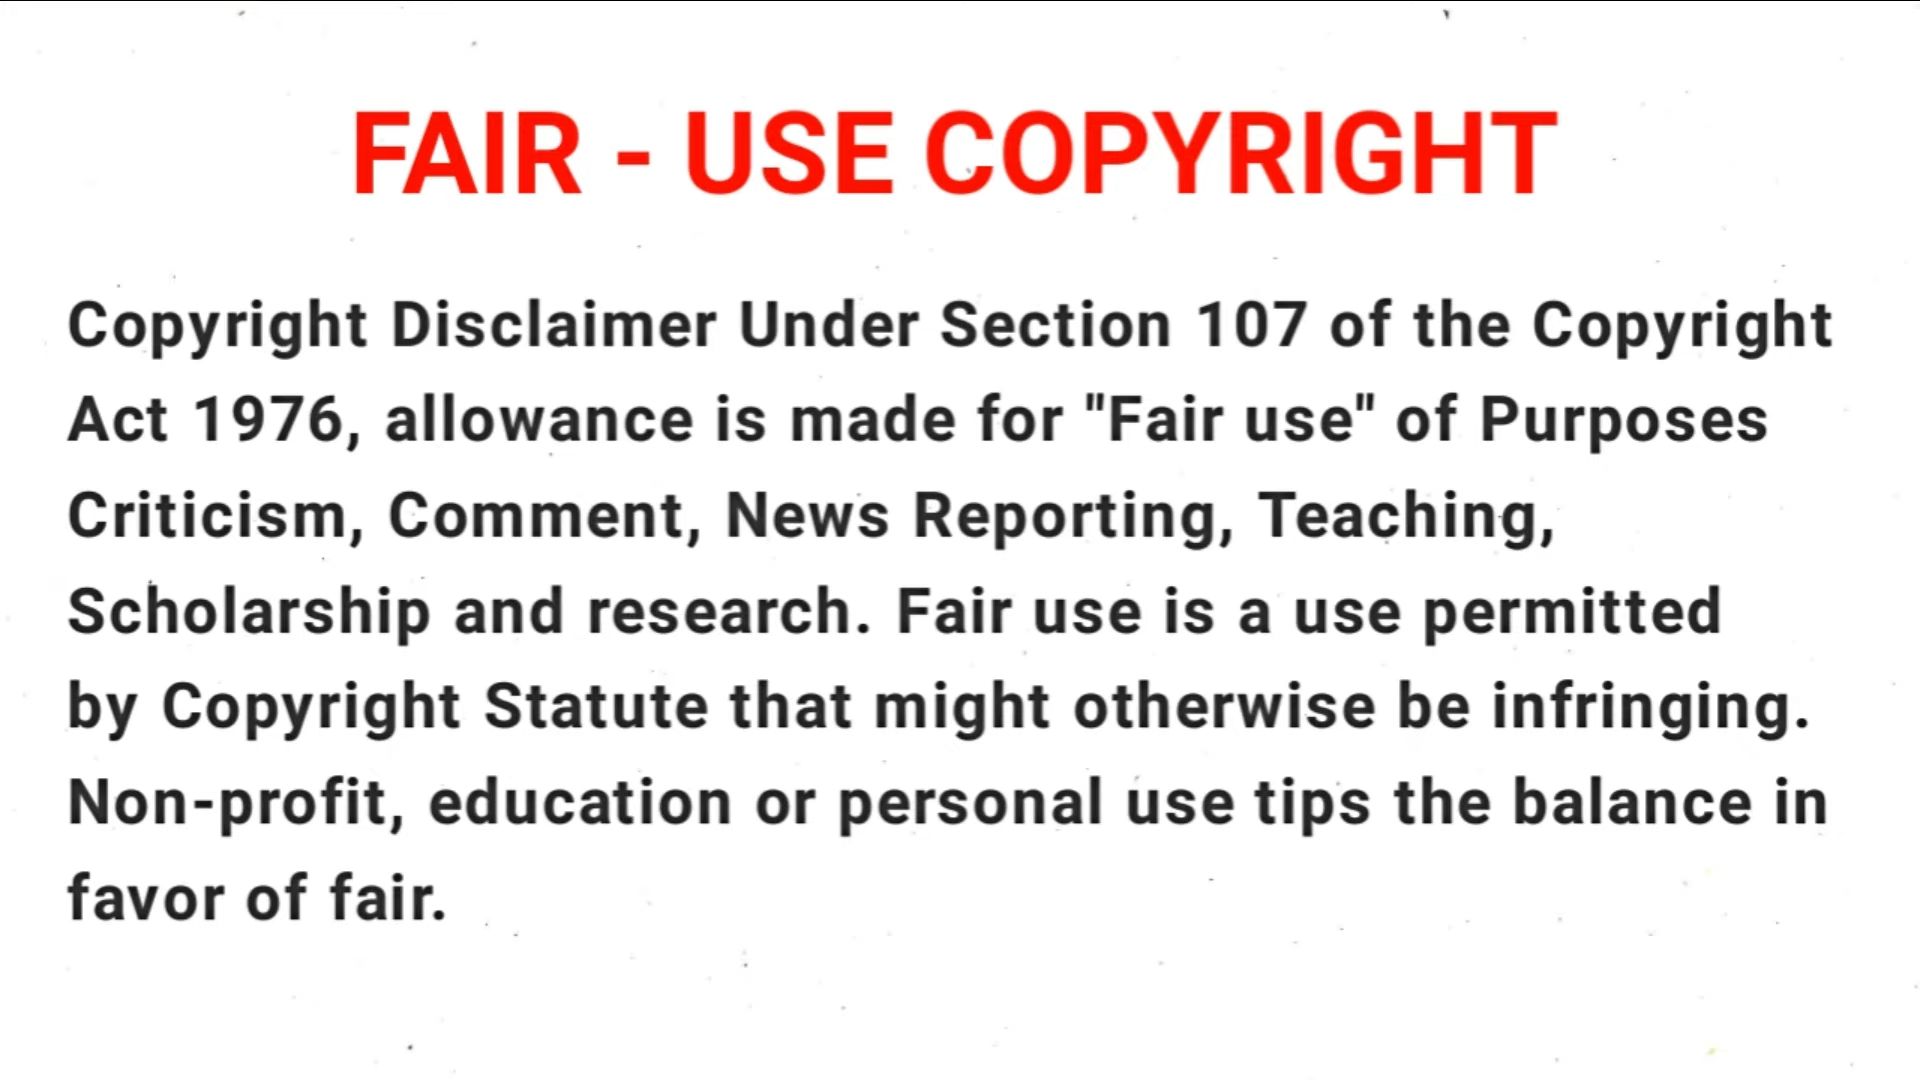 FAIR - USE COPYRIGHT
Copyright Disclaimer Under Section 107 of the Copyright
Act 1976, allowance is made for "Fair use" of Purposes
Criticism, Comment, News Reporting, Teaching,
Scholarship and research. Fair use is a use permitted
by Copyright Statute that might otherwise be infringing.
Non-profit, education or personal use tips the balance in
favor of fair.